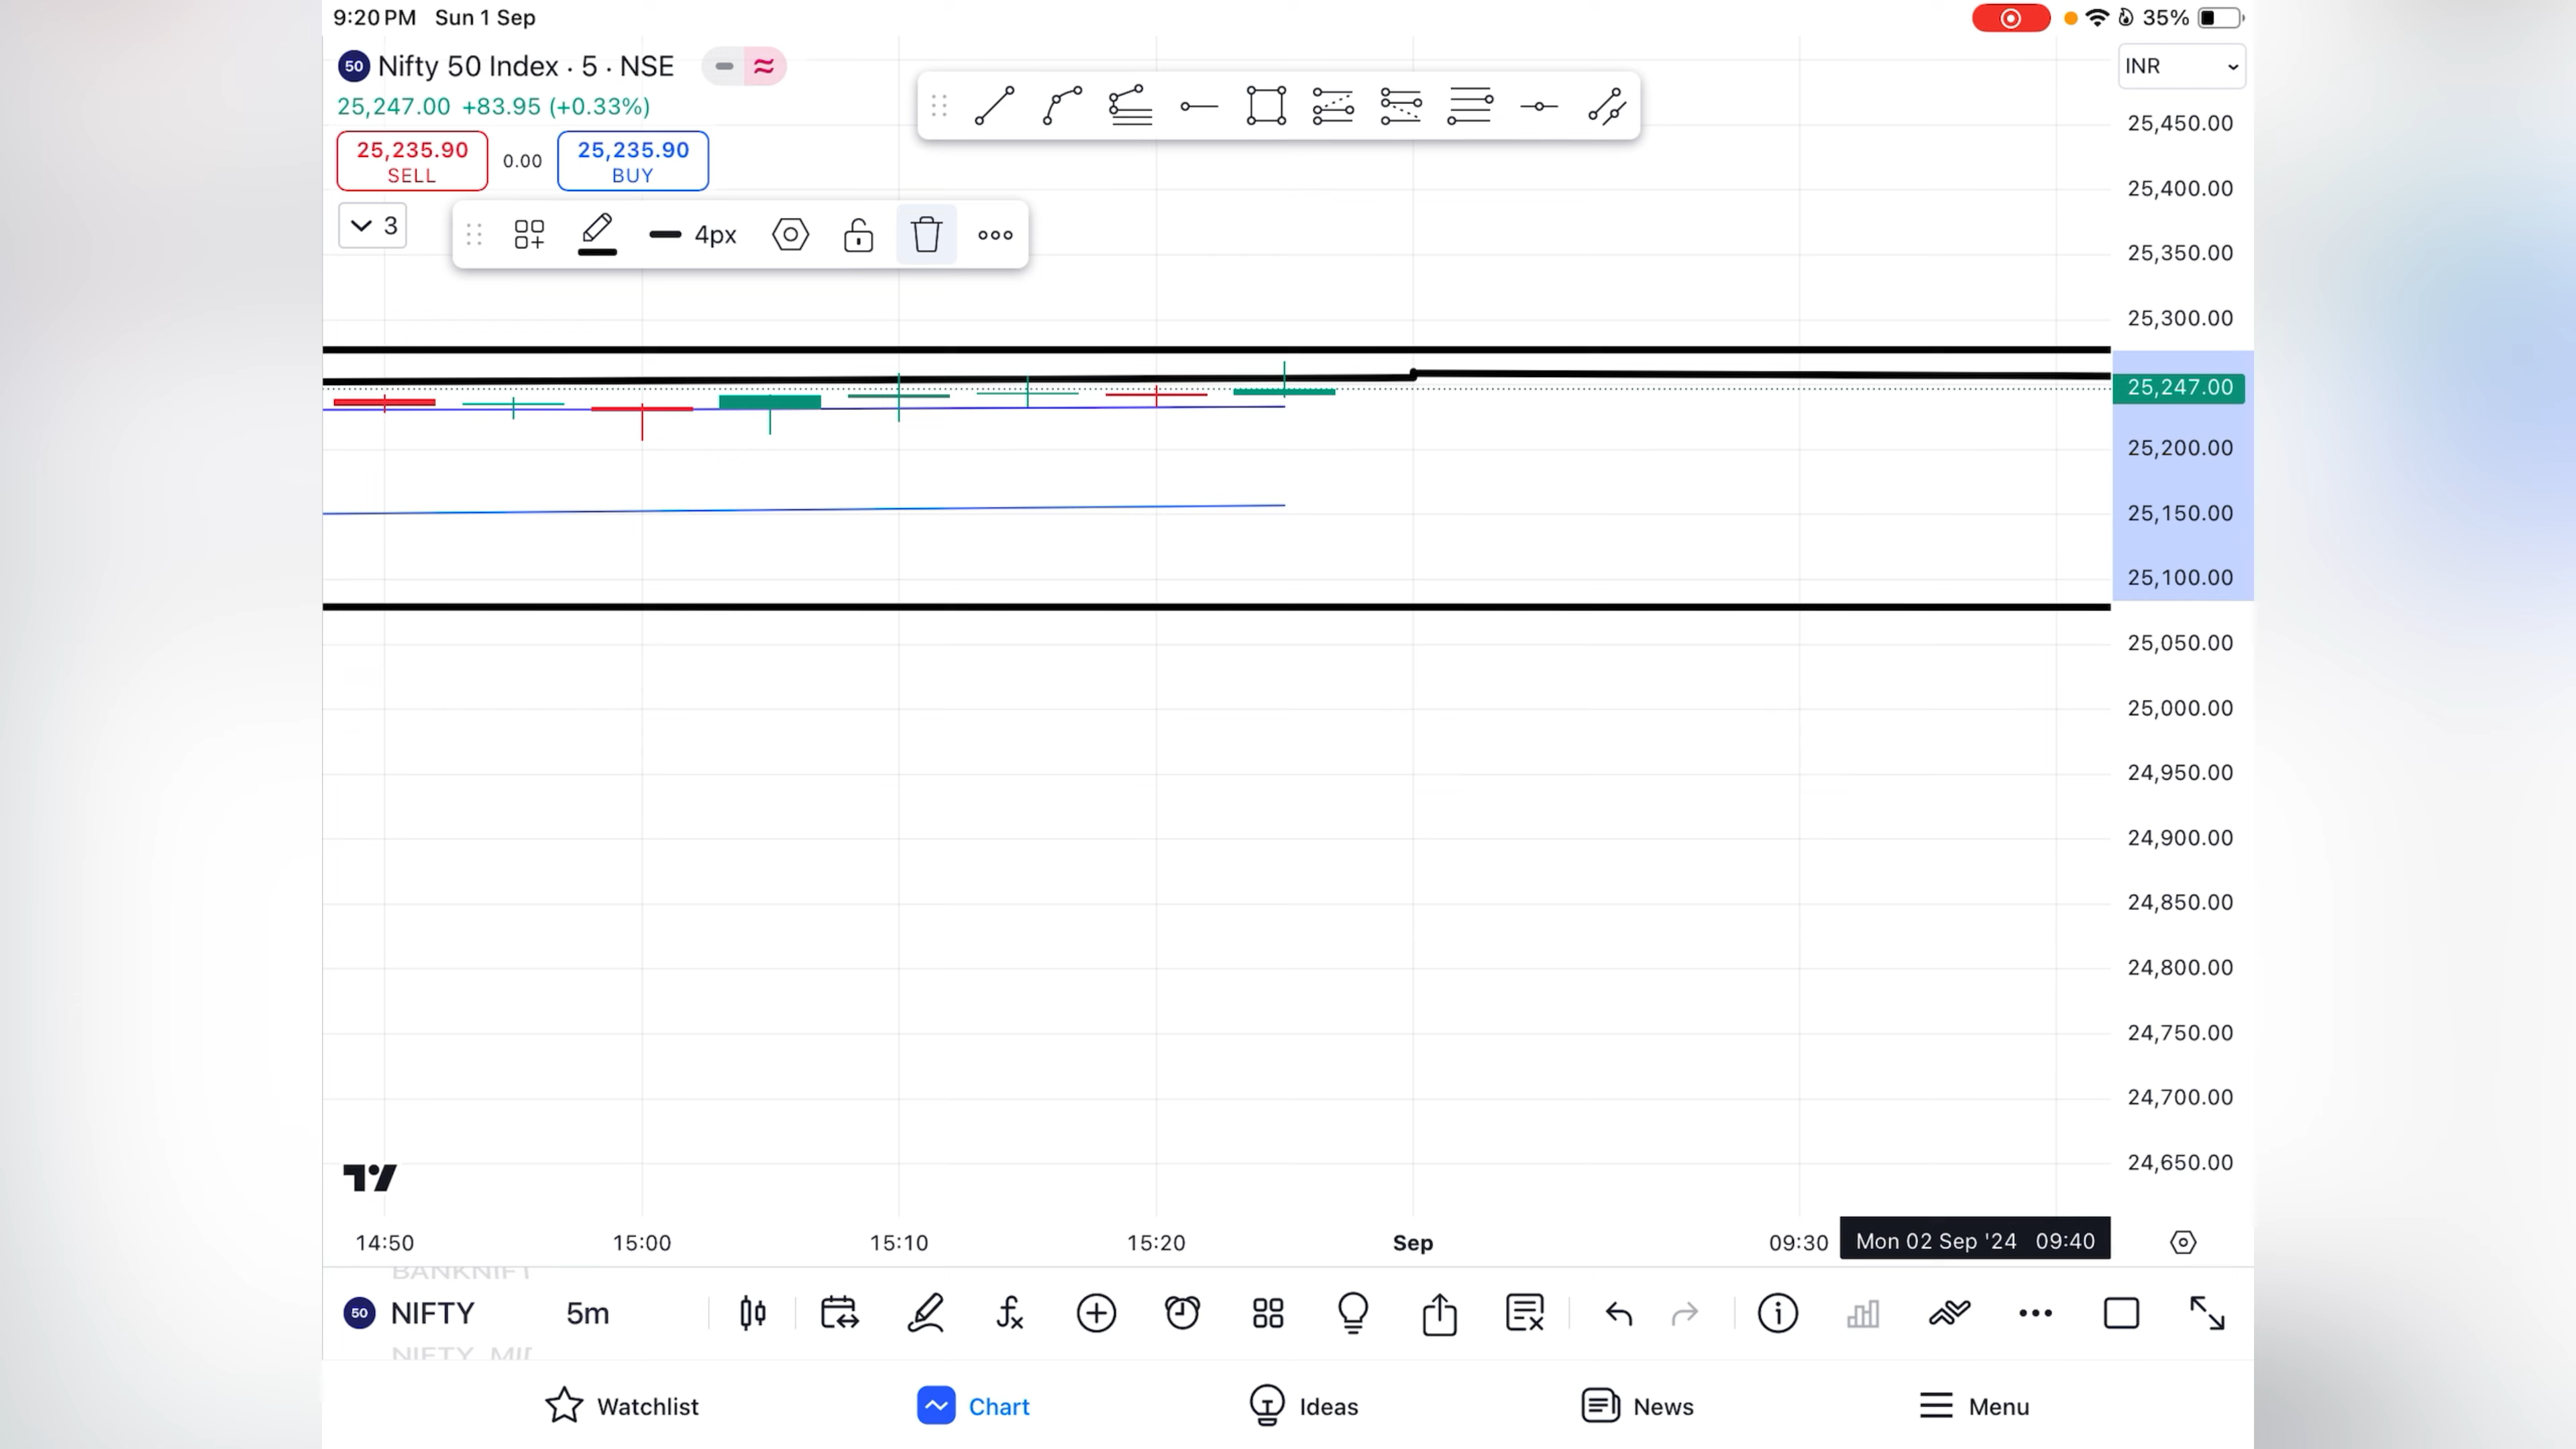 9:20 PM Sun 1 Sep
35%
50 Nifty 50 Index · 5 · NSE
INR
25,247.00 +83.95 (+0.33%)
25,235.90
SELL
0.00
25,235.90
BUY
3
4px
25,450.00
25,400.00
25,350.00
25,300.00
25,247.00
25,200.00
25,150.00
25,100.00
25,050.00
25,000.00
24,950.00
24,900.00
24,850.00
24,800.00
24,750.00
24,700.00
24,650.00
14:50 15:00 15:10 15:20 Sep 09:30 Mon 02 Sep '24 09:40
50 NIFTY 5m
Watchlist Chart Ideas News Menu